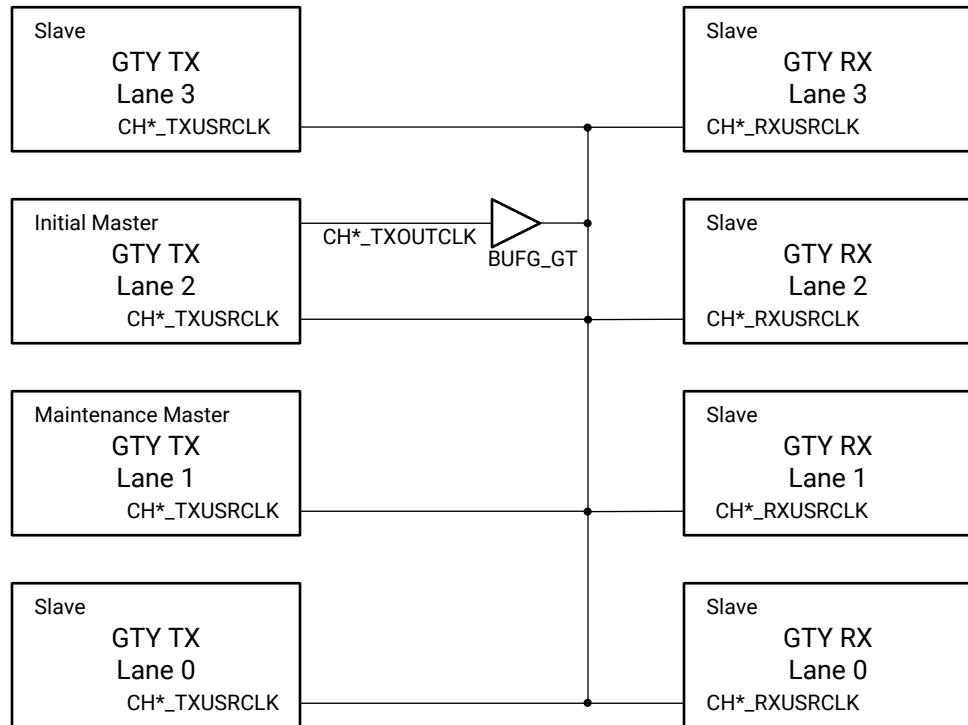 Slave
GTY TX
Lane 3
CH*_TXUSRCLK
Slave
GTY RX
Lane 3
CH*_RXUSRCLK
Initial Master
GTY TX
Lane 2
CH*_TXUSRCLK
CH*_TXOUTCLK
BUFG_GT
Slave
GTY RX
Lane 2
CH*_RXUSRCLK
Maintenance Master
GTY TX
Lane 1
CH*_TXUSRCLK
Slave
GTY RX
Lane 1
CH*_RXUSRCLK
Slave
GTY TX
Lane 0
CH*_TXUSRCLK
Slave
GTY RX
Lane 0
CH*_RXUSRCLK